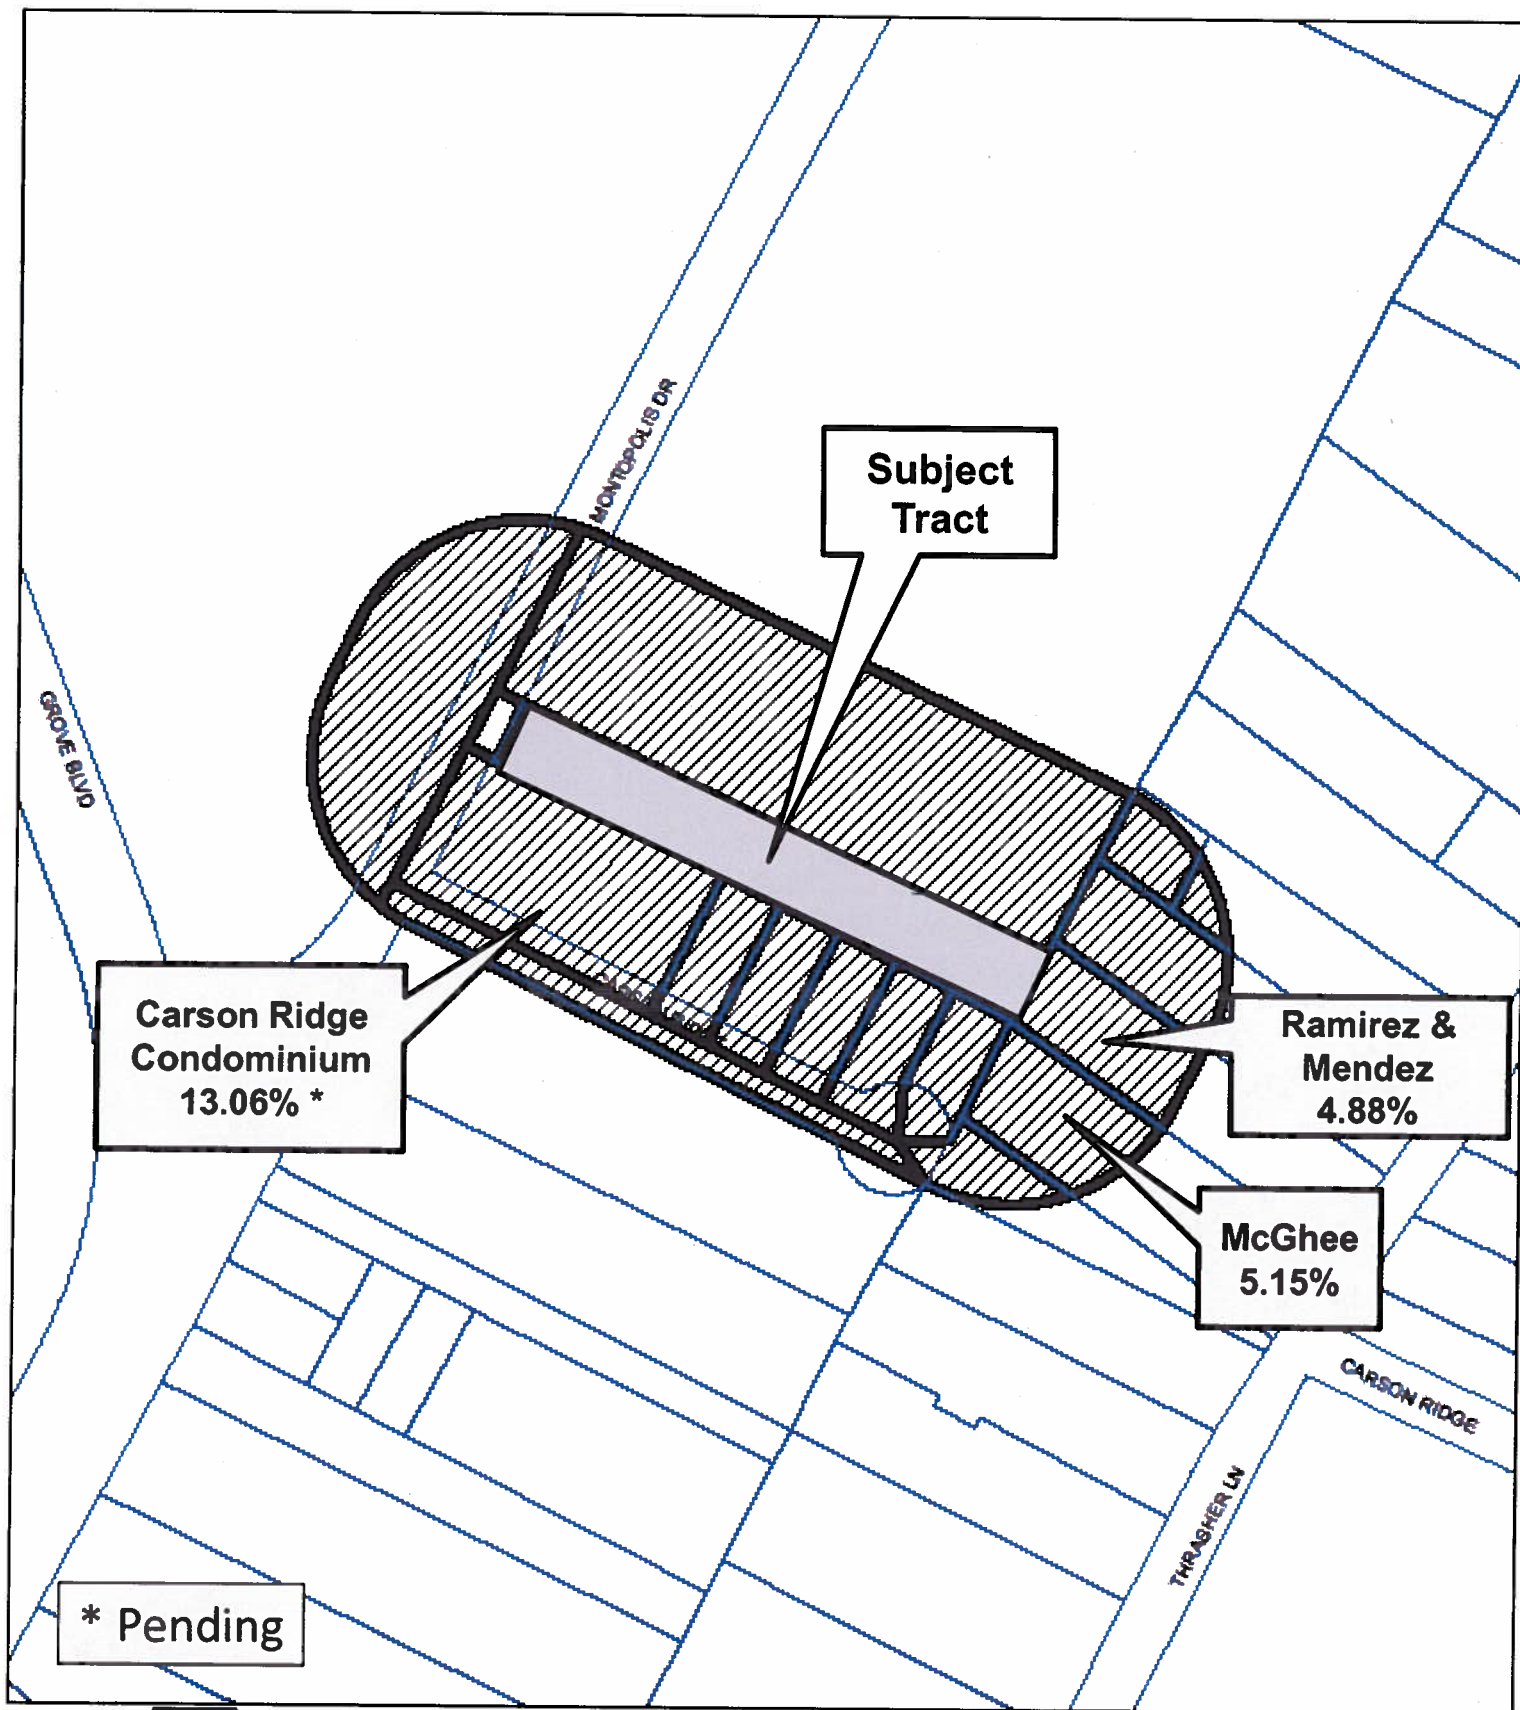 MONTOPOLIS DR
Subject
Tract
GROVE BLVD
Carson Ridge
Condominium
13.06% *
Ramirez &
Mendez
4.88%
McGhee
5.15%
CARSON RIDGE
THRASHER LN
* Pending